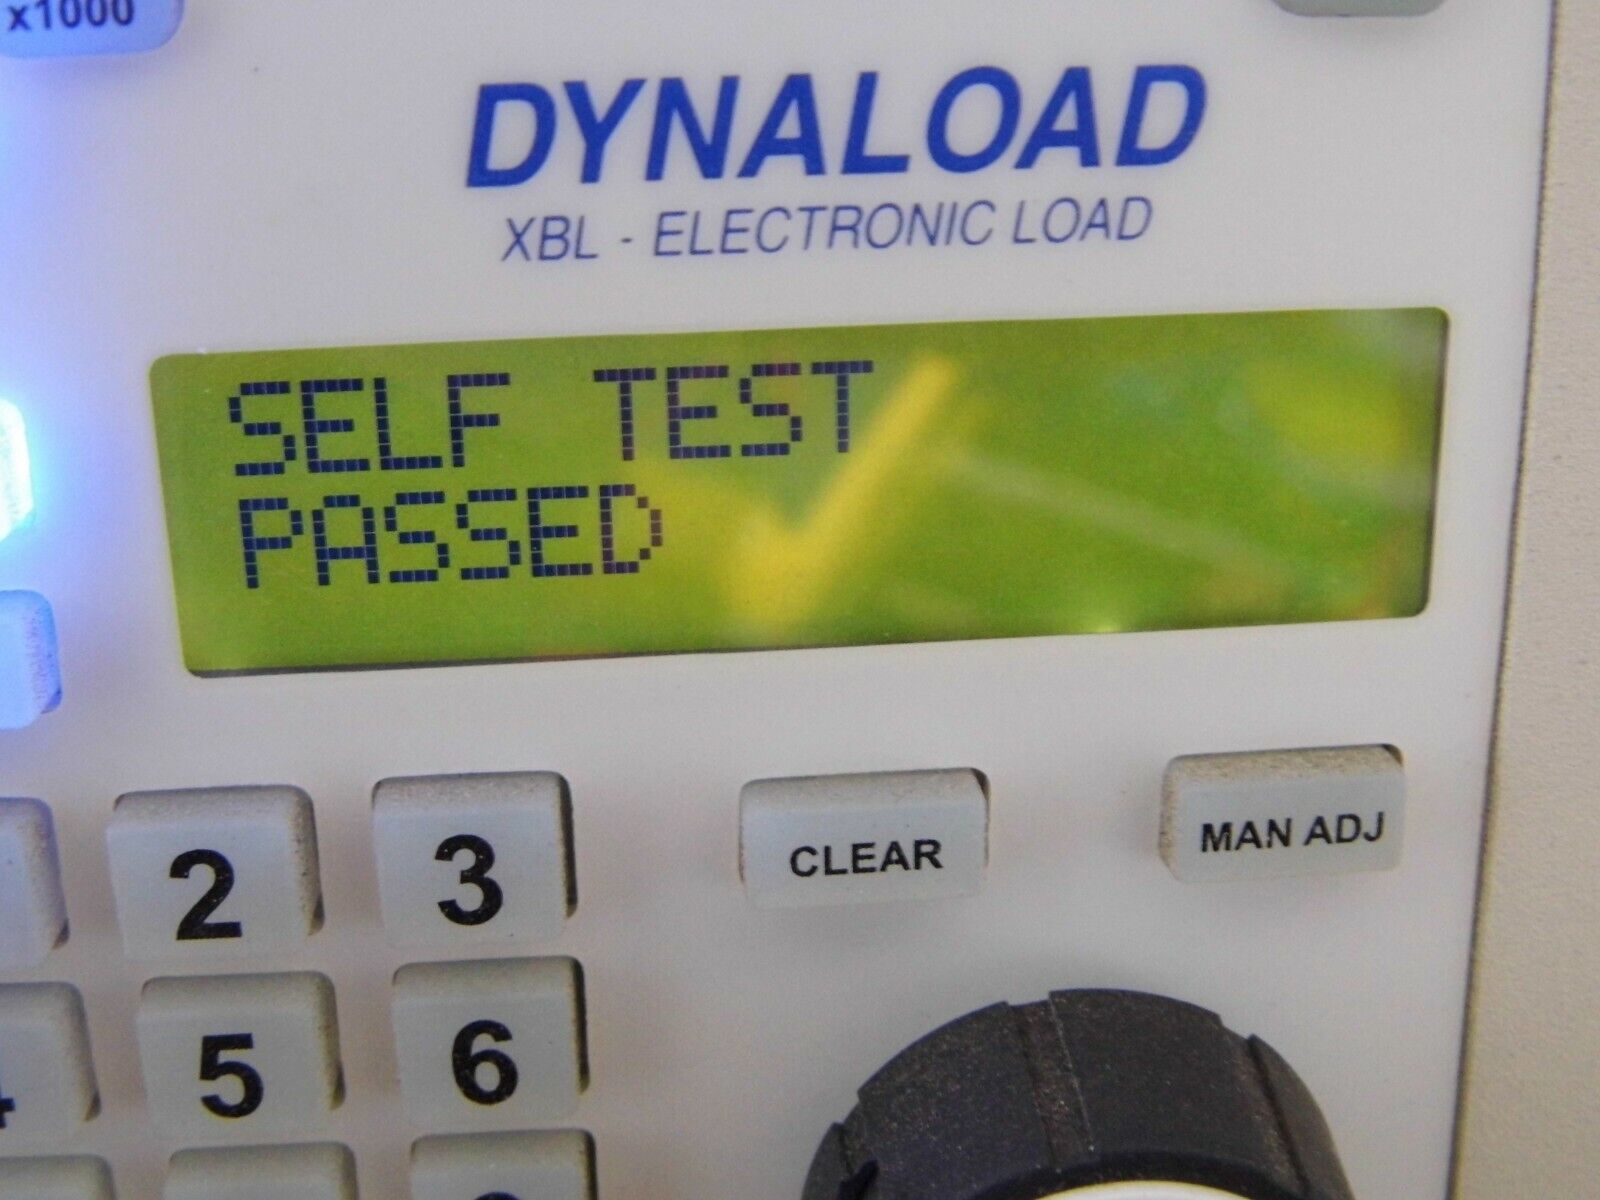 x1000
DYNALOAD
XBL - ELECTRONIC LOAD
SELF TEST
PASSED
2 3 CLEAR MAN ADJ
5 6